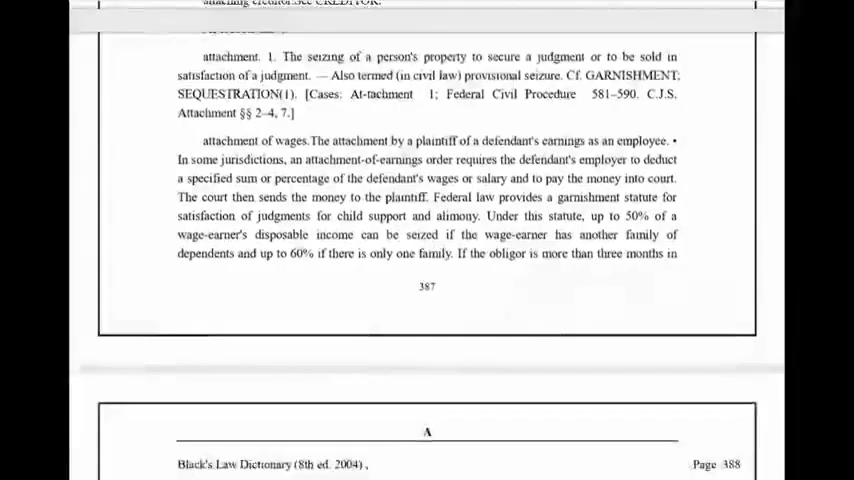 attaching creditor.See CREDITOR.
attachment. 1. The seizing of a person's property to secure a judgment or to be sold in
satisfaction of a judgment. — Also termed (in civil law) provisional seizure. Cf. GARNISHMENT;
SEQUESTRATION(1). [Cases: At-tachment 1; Federal Civil Procedure 581–590. C.J.S.
Attachment §§ 2–4, 7.]
attachment of wages.The attachment by a plaintiff of a defendant's earnings as an employee. •
In some jurisdictions, an attachment-of-earnings order requires the defendant's employer to deduct
a specified sum or percentage of the defendant's wages or salary and to pay the money into court.
The court then sends the money to the plaintiff. Federal law provides a garnishment statute for
satisfaction of judgments for child support and alimony. Under this statute, up to 50% of a
wage-earner's disposable income can be seized if the wage-earner has another family of
dependents and up to 60% if there is only one family. If the obligor is more than three months in
387
A
Black's Law Dictionary (8th ed. 2004) , Page 388